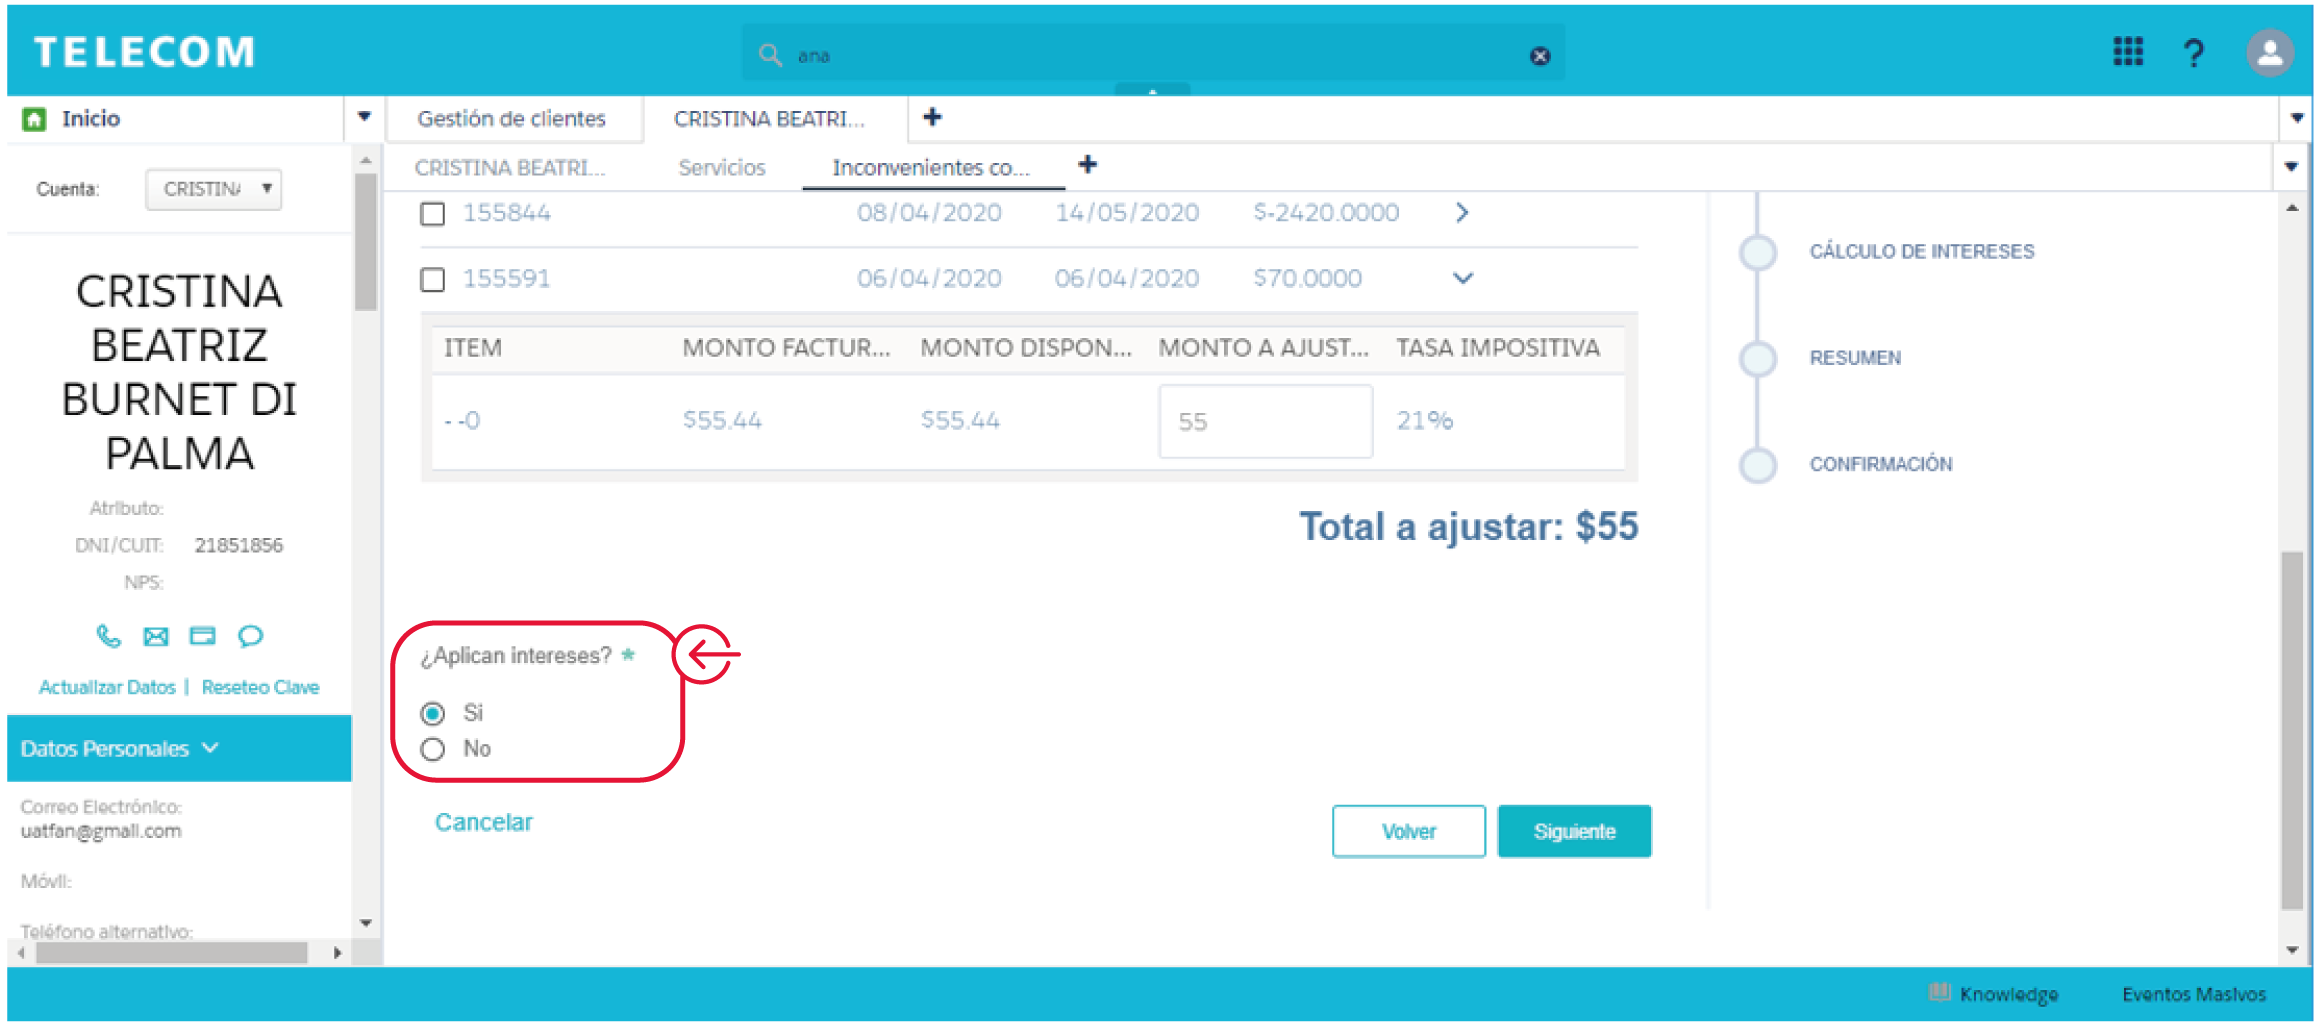 TELECOM
ana
?
Inicio
Gestión de clientes
CRISTINA BEATRI...
Cuenta:
CRISTIN
CRISTINA BEATRI...
Servicios
Inconvenientes co...
CRISTINA
BEATRIZ
BURNET DI
PALMA
Atributo:
DNI/CUIT: 21851856
NPS:
Actualizar Datos | Reseteo Clave
Datos Personales
Correo Electrónico:
uatfan@gmail.com
Móvil:
Teléfono alternativo:
155844 08/04/2020 14/05/2020 $-2420.0000
155591 06/04/2020 06/04/2020 $70.0000
ITEM MONTO FACTUR... MONTO DISPON... MONTO A AJUST... TASA IMPOSITIVA
- -0 $55.44 $55.44 55 21%
Total a ajustar: $55
¿Aplican intereses? *
Si
No
Cancelar
Volver
Siguiente
CÁLCULO DE INTERESES
RESUMEN
CONFIRMACIÓN
Knowledge
Eventos Masivos